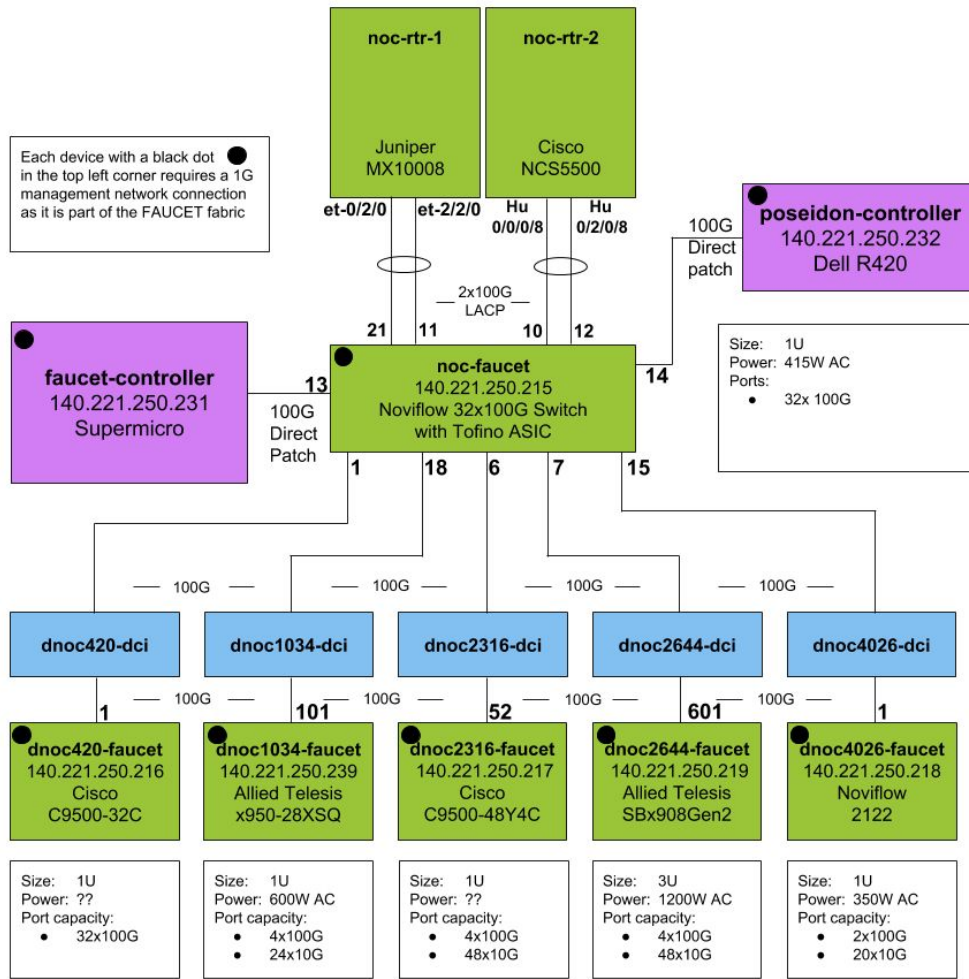 noc-rtr-1
Juniper
MX10008
noc-rtr-2
Cisco
NCS5500
Each device with a black dot
in the top left corner requires a 1G
management network connection
as it is part of the FAUCET fabric
et-0/2/0
et-2/2/0
Hu
0/0/0/8
Hu
0/2/0/8
100G
Direct
patch
poseidon-controller
140.221.250.232
Dell R420
2x100G
LACP
21
11
10
12
faucet-controller
140.221.250.231
Supermicro
13
100G
Direct
Patch
noc-faucet
140.221.250.215
Noviflow 32x100G Switch
with Tofino ASIC
14
Size: 1U
Power: 415W AC
Ports:
● 32x 100G
1
18
6
7
15
100G
100G
100G
100G
dnoc420-dci
dnoc1034-dci
dnoc2316-dci
dnoc2644-dci
dnoc4026-dci
100G
100G
100G
100G
1
101
52
601
1
dnoc420-faucet
140.221.250.216
Cisco
C9500-32C
dnoc1034-faucet
140.221.250.239
Allied Telesis
x950-28XSQ
dnoc2316-faucet
140.221.250.217
Cisco
C9500-48Y4C
dnoc2644-faucet
140.221.250.219
Allied Telesis
SBx908Gen2
dnoc4026-faucet
140.221.250.218
Noviflow
2122
Size: 1U
Power: ??
Port capacity:
● 32x100G
Size: 1U
Power: 600W AC
Port capacity:
● 4x100G
● 24x10G
Size: 1U
Power: ??
Port capacity:
● 4x100G
● 48x10G
Size: 3U
Power: 1200W AC
Port capacity:
● 4x100G
● 48x10G
Size: 1U
Power: 350W AC
Port capacity:
● 2x100G
● 20x10G